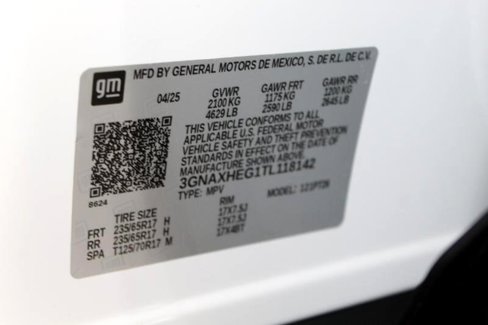 gm
MFD BY GENERAL MOTORS DE MEXICO, S. DE R.L. DE C.V.
04/25 GVWR GAWR FRT GAWR RR
2100 KG 1175 KG 1200 KG
4629 LB 2590 LB 2645 LB
THIS VEHICLE CONFORMS TO ALL
APPLICABLE U.S. FEDERAL MOTOR
VEHICLE SAFETY AND THEFT PREVENTION
STANDARDS IN EFFECT ON THE DATE OF
MANUFACTURE SHOWN ABOVE.
3GNAXHEG1TL118142
TYPE: MPV MODEL: 121PT26
8624
TIRE SIZE RIM
FRT 235/65R17 H 17X7.5J
RR 235/65R17 H 17X7.5J
SPA T125/70R17 M 17X4BT